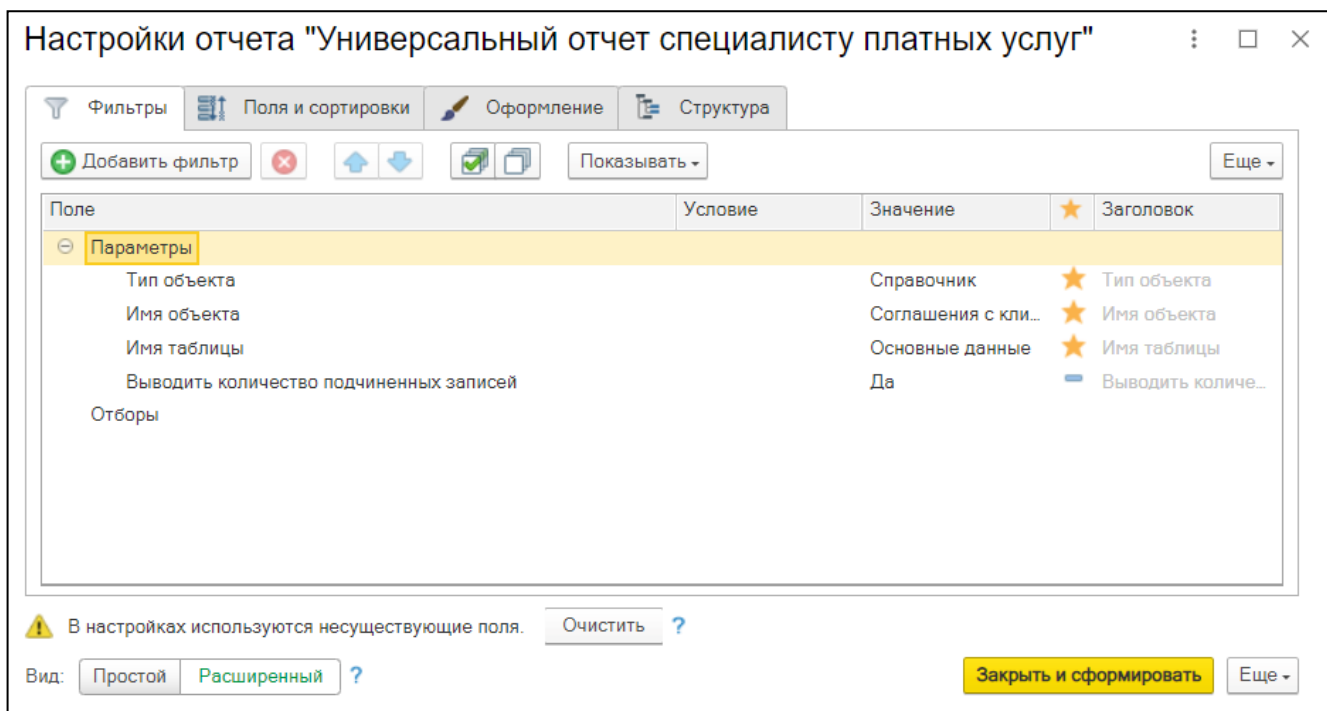 Настройки отчета "Универсальный отчет специалисту платных услуг"
Фильтры Поля и сортировки Оформление Структура
Добавить фильтр Показывать Еще
Поле Условие Значение Заголовок
Параметры
Тип объекта Справочник Тип объекта
Имя объекта Соглашения с кли... Имя объекта
Имя таблицы Основные данные Имя таблицы
Выводить количество подчиненных записей Да Выводить количе...
Отборы
В настройках используются несуществующие поля. Очистить ?
Вид: Простой Расширенный ? Закрыть и сформировать Еще